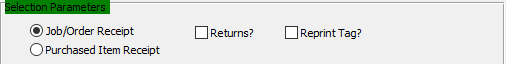 Selection Parameters
Job/Order Receipt Returns? Reprint Tag?
Purchased Item Receipt